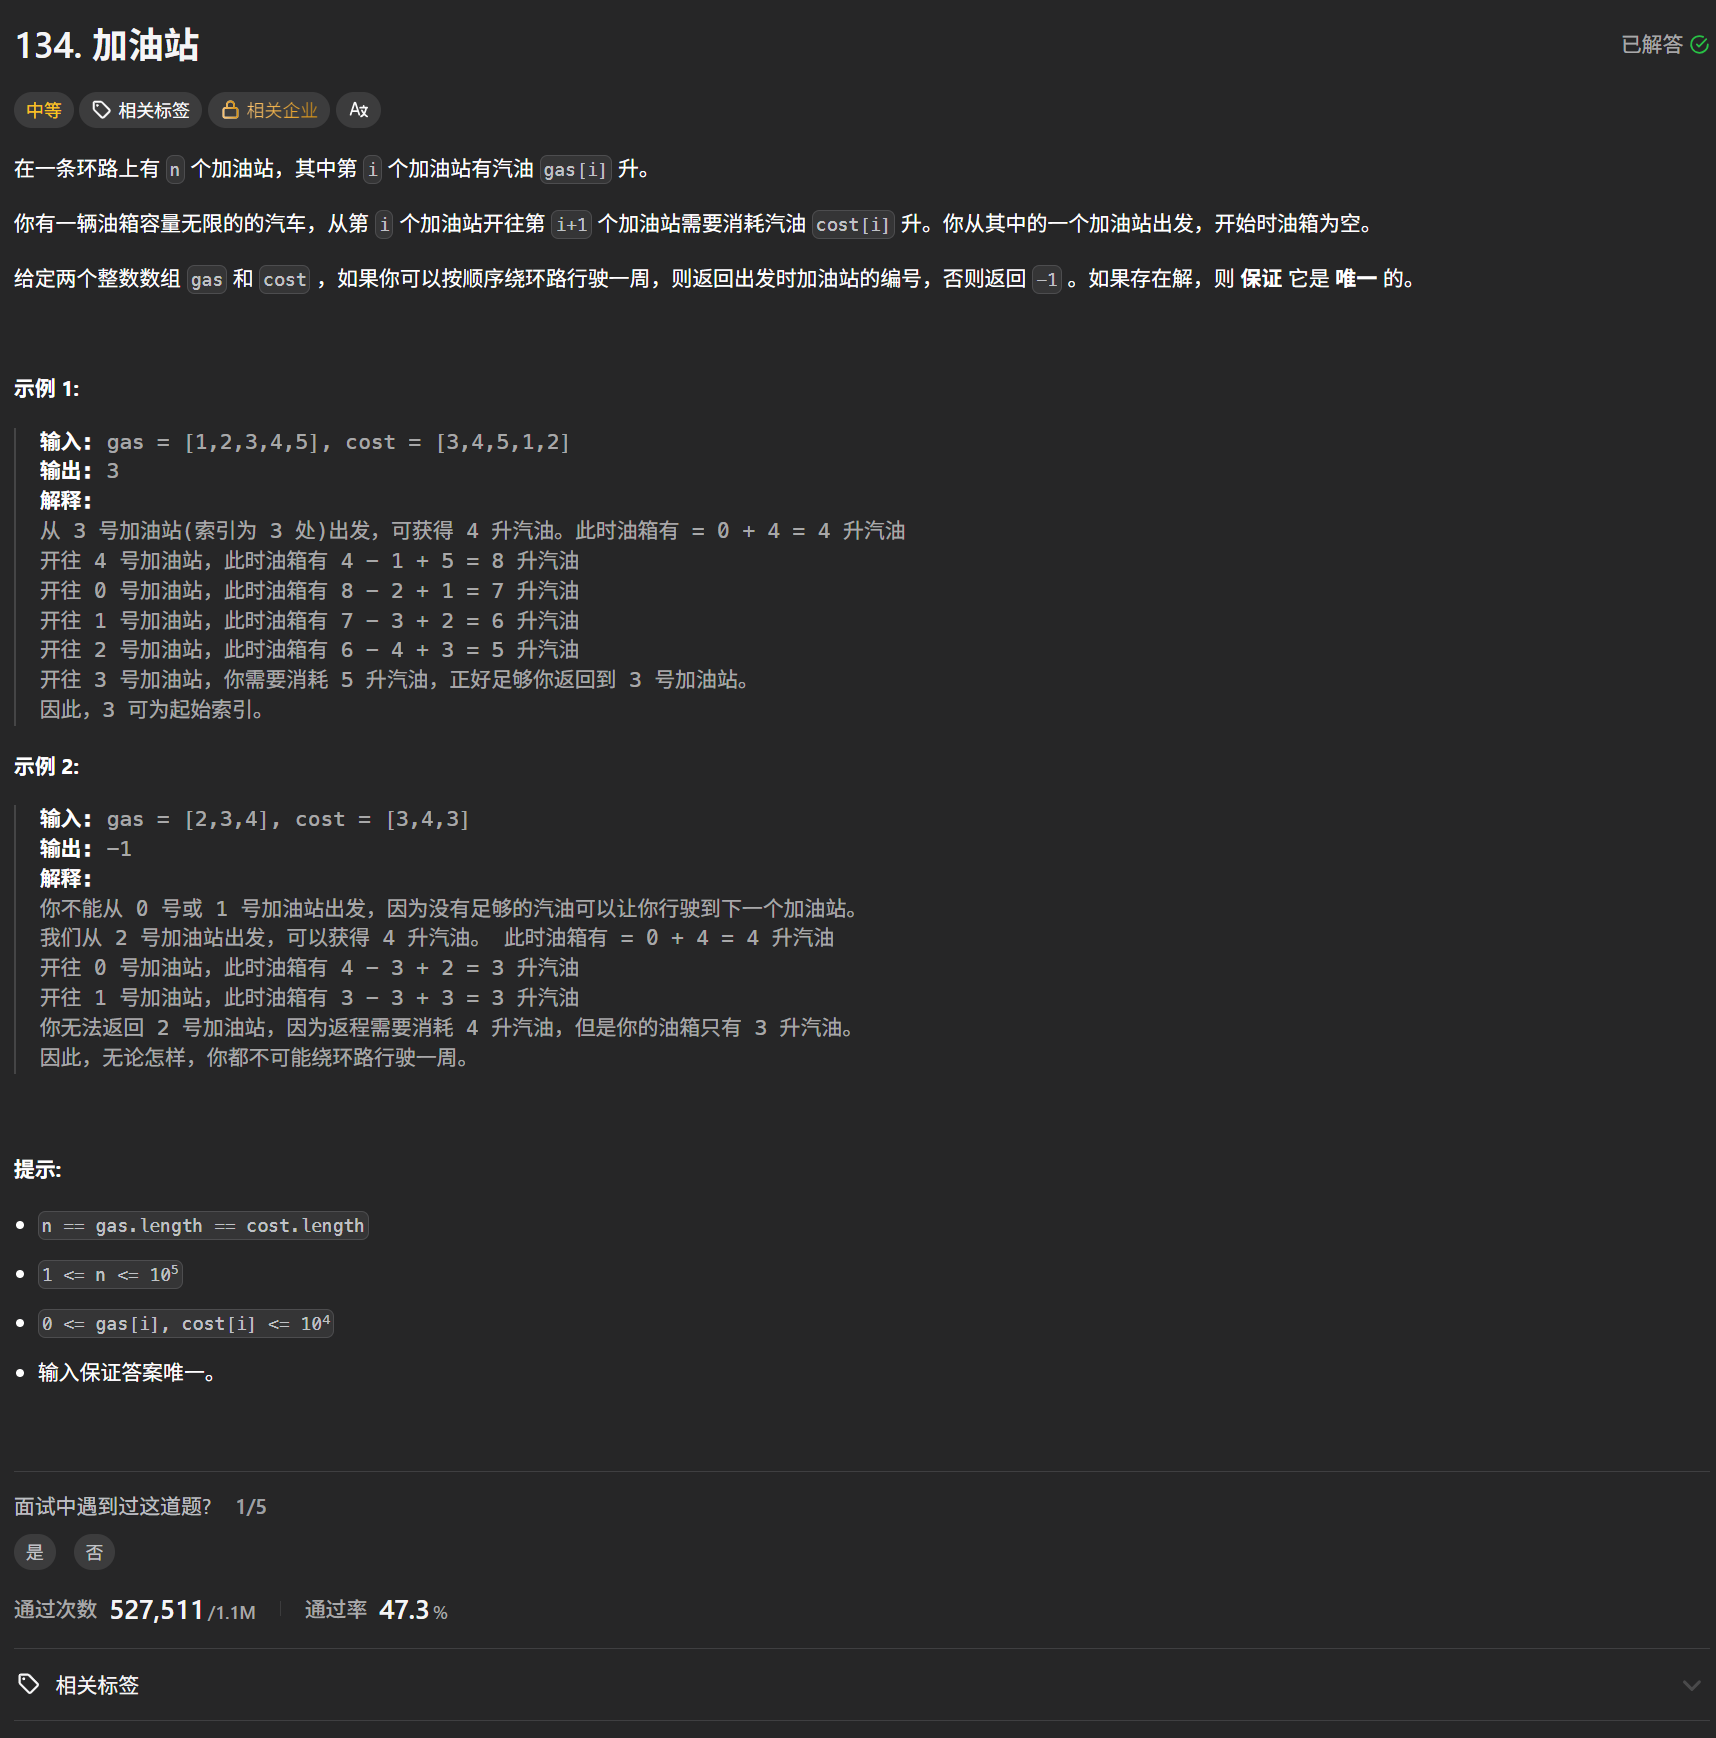 134. 加油站
已解答
中等
相关标签
相关企业
在一条环路上有 n 个加油站，其中第 i 个加油站有汽油 gas[i] 升。
你有一辆油箱容量无限的的汽车，从第 i 个加油站开往第 i+1 个加油站需要消耗汽油 cost[i] 升。你从其中的一个加油站出发，开始时油箱为空。
给定两个整数数组 gas 和 cost ，如果你可以按顺序绕环路行驶一周，则返回出发时加油站的编号，否则返回 -1 。如果存在解，则 保证 它是 唯一 的。
示例 1:
输入: gas = [1,2,3,4,5], cost = [3,4,5,1,2]
输出: 3
解释:
从 3 号加油站(索引为 3 处)出发，可获得 4 升汽油。此时油箱有 = 0 + 4 = 4 升汽油
开往 4 号加油站，此时油箱有 4 - 1 + 5 = 8 升汽油
开往 0 号加油站，此时油箱有 8 - 2 + 1 = 7 升汽油
开往 1 号加油站，此时油箱有 7 - 3 + 2 = 6 升汽油
开往 2 号加油站，此时油箱有 6 - 4 + 3 = 5 升汽油
开往 3 号加油站，你需要消耗 5 升汽油，正好足够你返回到 3 号加油站。
因此，3 可为起始索引。
示例 2:
输入: gas = [2,3,4], cost = [3,4,3]
输出: -1
解释:
你不能从 0 号或 1 号加油站出发，因为没有足够的汽油可以让你行驶到下一个加油站。
我们从 2 号加油站出发，可以获得 4 升汽油。 此时油箱有 = 0 + 4 = 4 升汽油
开往 0 号加油站，此时油箱有 4 - 3 + 2 = 3 升汽油
开往 1 号加油站，此时油箱有 3 - 3 + 3 = 3 升汽油
你无法返回 2 号加油站，因为返程需要消耗 4 升汽油，但是你的油箱只有 3 升汽油。
因此，无论怎样，你都不可能绕环路行驶一周。
提示:
n == gas.length == cost.length
1 <= n <= 10⁵
0 <= gas[i], cost[i] <= 10⁴
输入保证答案唯一。
面试中遇到过这道题? 1/5
是 否
通过次数 527,511/1.1M 通过率 47.3%
相关标签